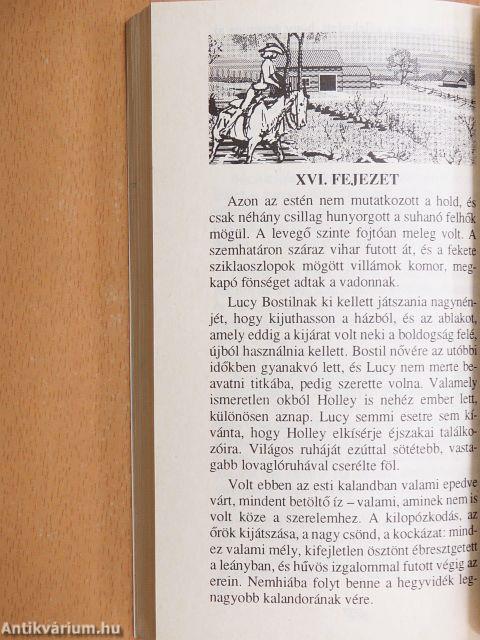 XVI. FEJEZET
Azon az estén nem mutatkozott a hold, és
csak néhány csillag hunyorgott a suhanó felhők
mögül. A levegő szinte fojtóan meleg volt. A
szemhatáron száraz vihar futott át, és a fekete
sziklaoszlopok mögött villámok komor, meg-
kapó fönséget adtak a vadonnak.
Lucy Bostilnak ki kellett játszania nagynén-
jét, hogy kijuthasson a házból, és az ablakot,
amely eddig a kijárat volt neki a boldogság felé,
újból használnia kellett. Bostil nővére az utóbbi
időkben gyanakvó lett, és Lucy nem merte be-
avatni titkába, pedig szerette volna. Valamely
ismeretlen okból Holley is nehéz ember lett,
különösen aznap. Lucy semmi esetre sem kí-
vánta, hogy Holley elkísérje éjszakai találko-
zóira. Világos ruháját ezúttal sötétebb, vasta-
gabb lovaglóruhával cserélte föl.
Volt ebben az esti kalandban valami epedve
várt, mindent betöltő íz – valami, aminek nem is
volt köze a szerelemhez. A kilopózkodás, az
őrök kijátszása, a nagy csönd, a kockázat: mind-
ez valami mély, kifejletlen ösztönt ébresztgetett
a leányban, és hűvös izgalommal futott végig az
erein. Nemhiába folyt benne a hegyvidék leg-
nagyobb kalandorának vére.
Antikvárium.hu